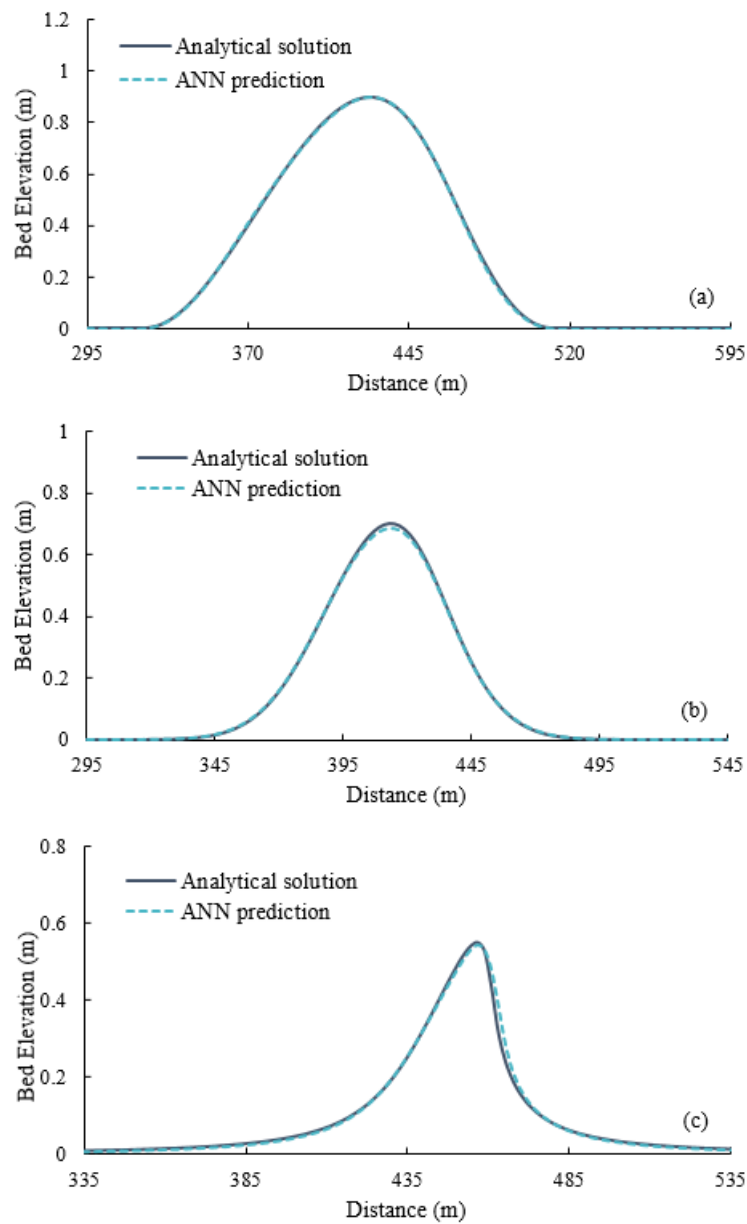 1.2
Analytical solution
1
ANN prediction
0.8
0.6
0.4
0.2
(a)
0
295 370 445 520 595
Bed Elevation (m)
Distance (m)
1
Analytical solution
0.8
ANN prediction
0.6
0.4
0.2
(b)
0
295 345 395 445 495 545
Bed Elevation (m)
Distance (m)
0.8
Analytical solution
ANN prediction
0.6
0.4
0.2
(c)
0
335 385 435 485 535
Bed Elevation (m)
Distance (m)